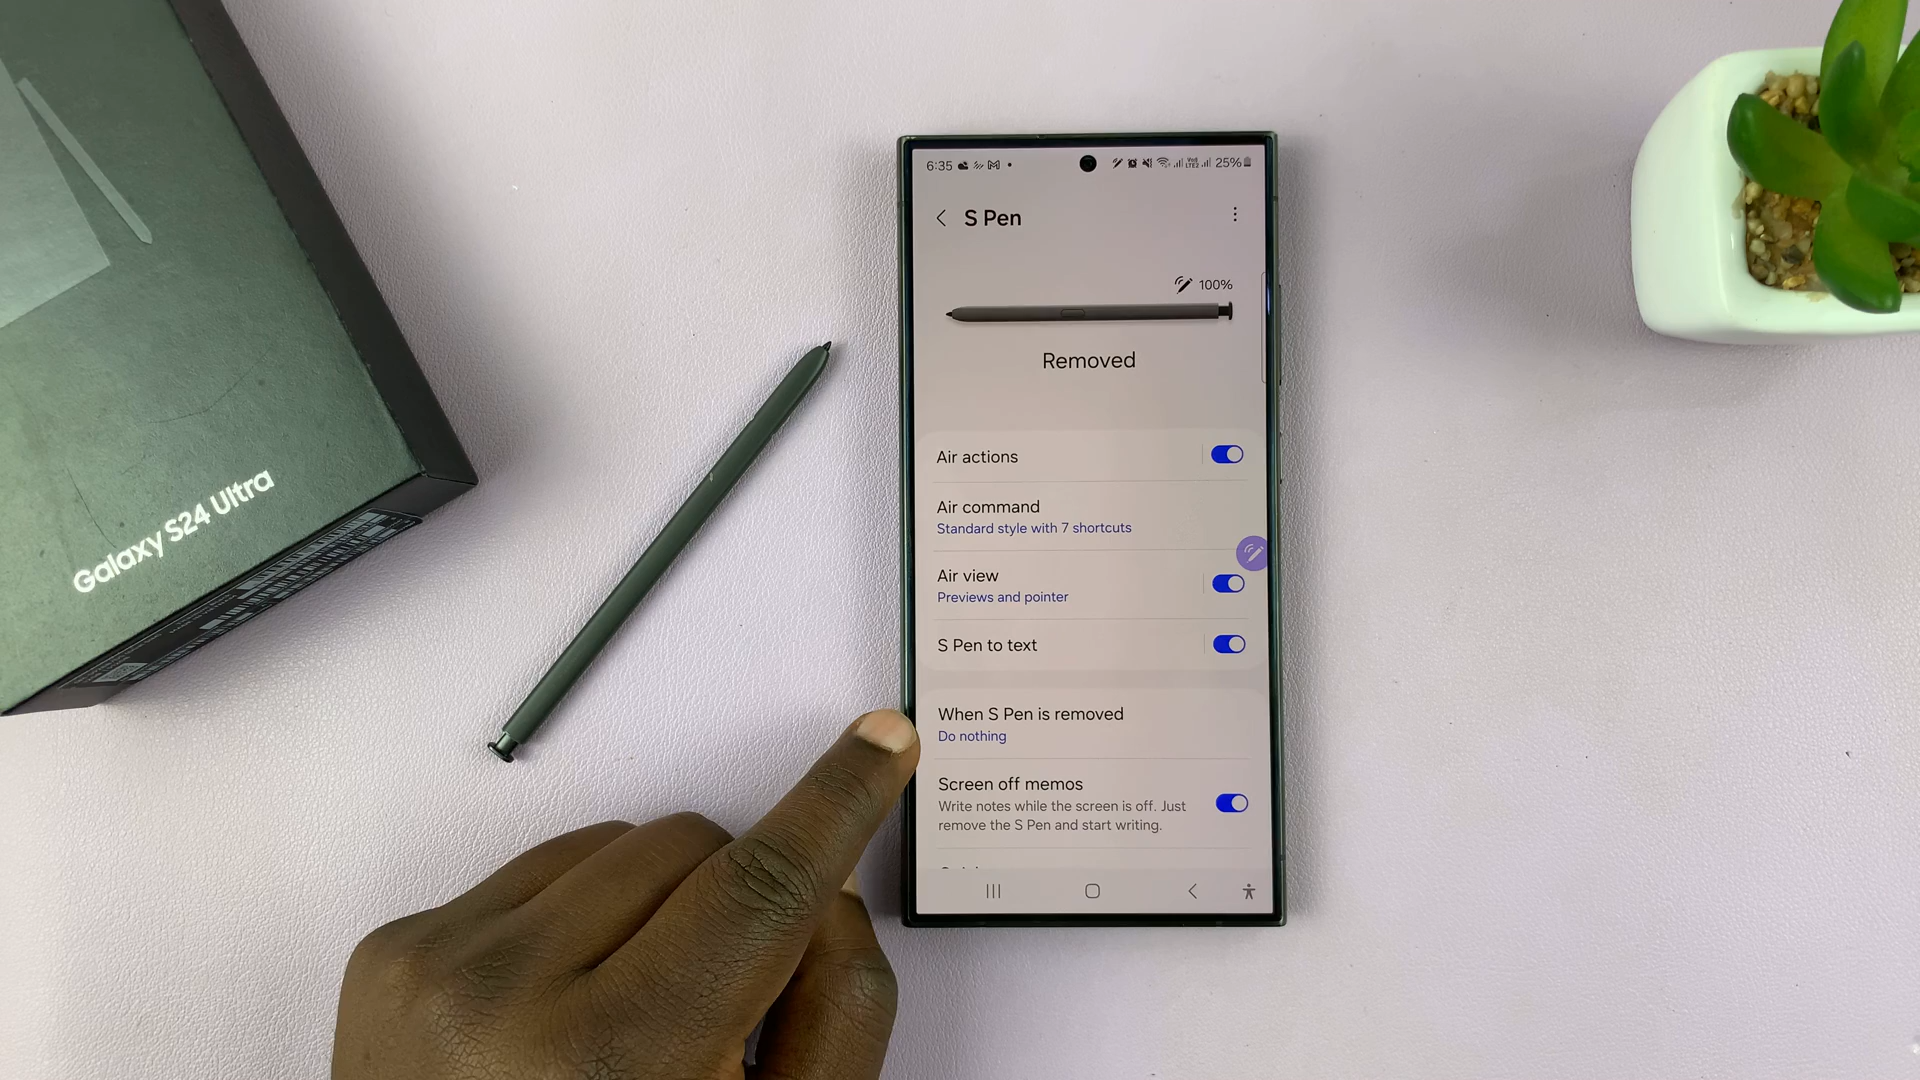 Galaxy S24 Ultra
6:35
25%
S Pen
100%
Removed
Air actions
Air command
Standard style with 7 shortcuts
Air view
Previews and pointer
S Pen to text
When S Pen is removed
Do nothing
Screen off memos
Write notes while the screen is off. Just
remove the S Pen and start writing.